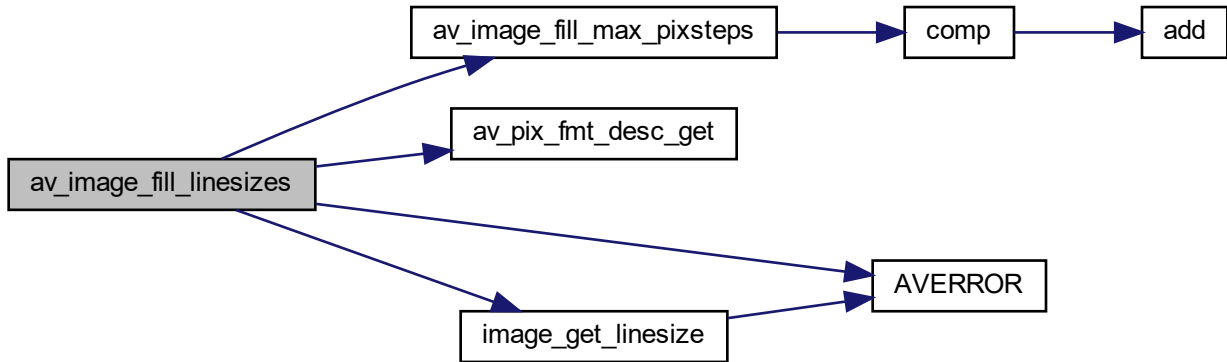 av_image_fill_max_pixsteps
comp
add
av_pix_fmt_desc_get
av_image_fill_linesizes
AVERROR
image_get_linesize